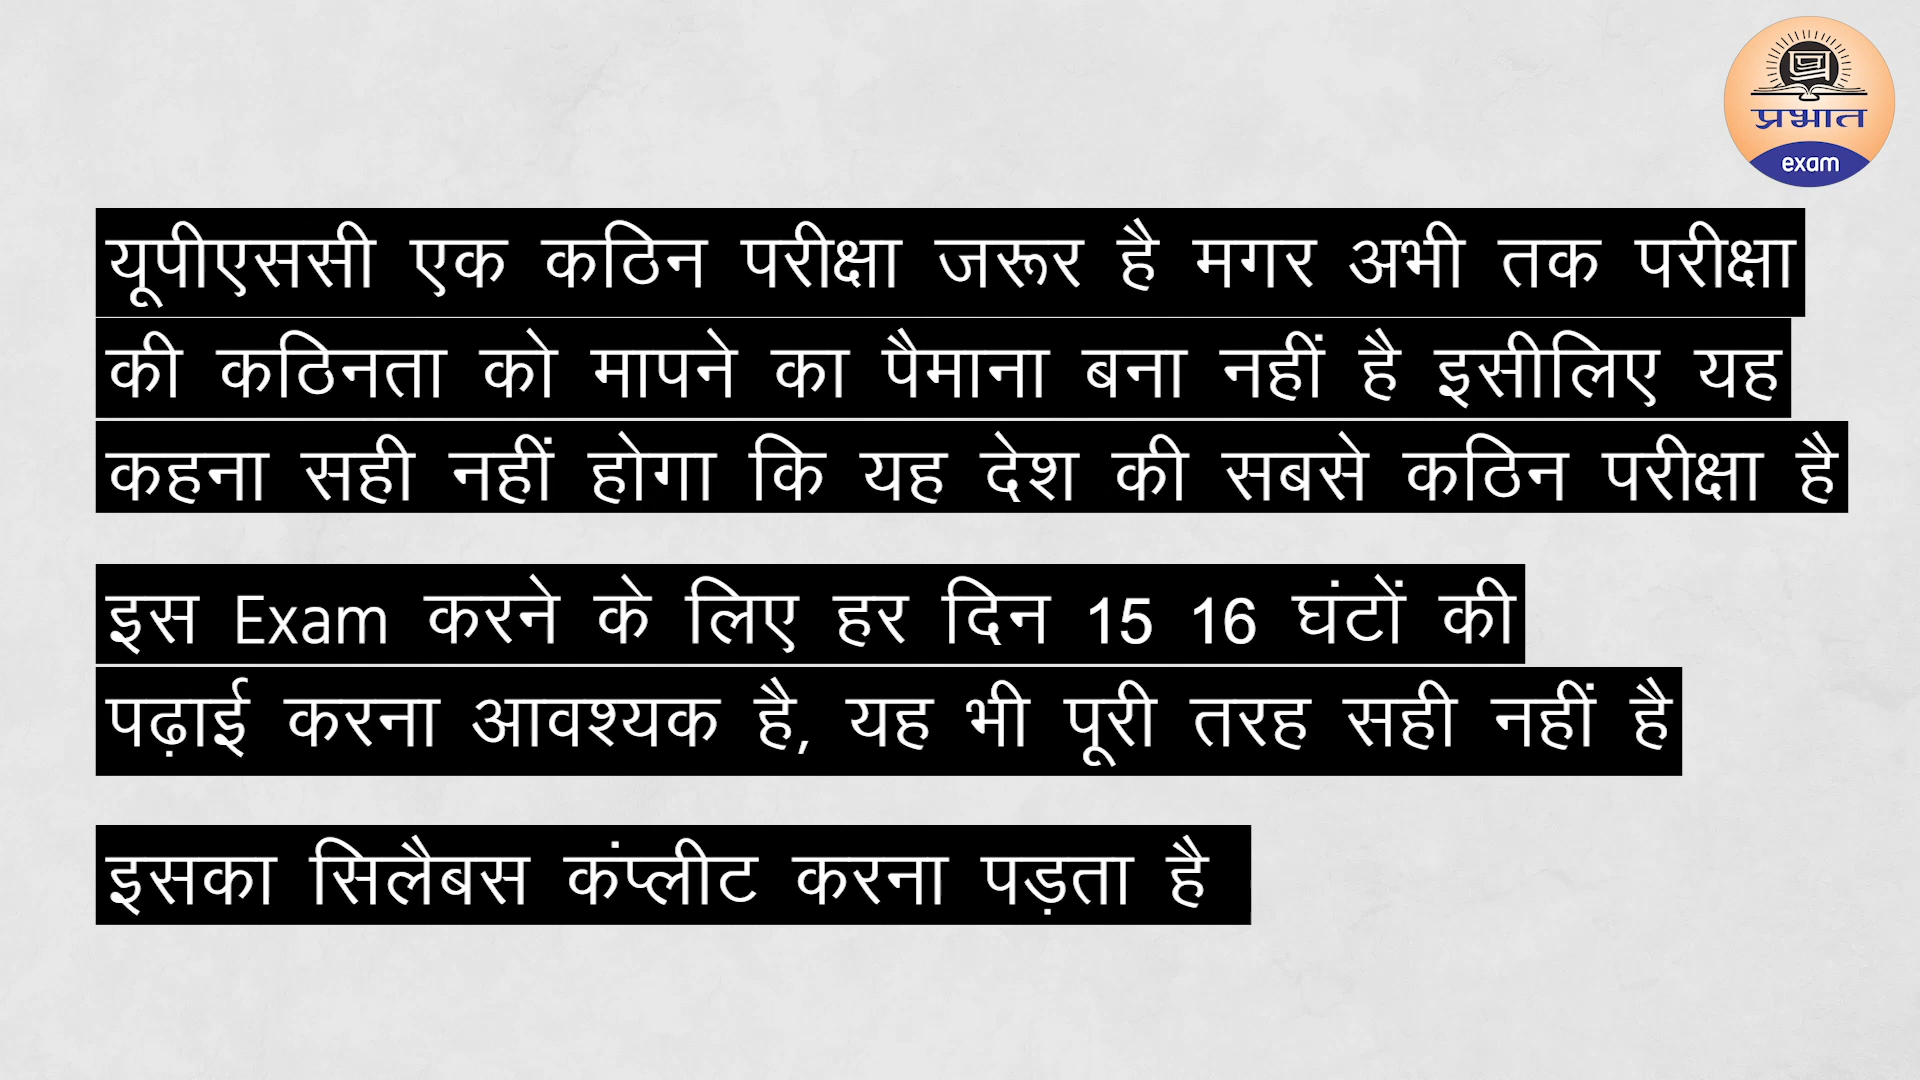 प्रभात
exam
यूपीएससी एक कठिन परीक्षा जरूर है मगर अभी तक परीक्षा
की कठिनता को मापने का पैमाना बना नहीं है इसीलिए यह
कहना सही नहीं होगा कि यह देश की सबसे कठिन परीक्षा है
इस Exam करने के लिए हर दिन 15 16 घंटों की
पढ़ाई करना आवश्यक है, यह भी पूरी तरह सही नहीं है
इसका सिलैबस कंप्लीट करना पड़ता है